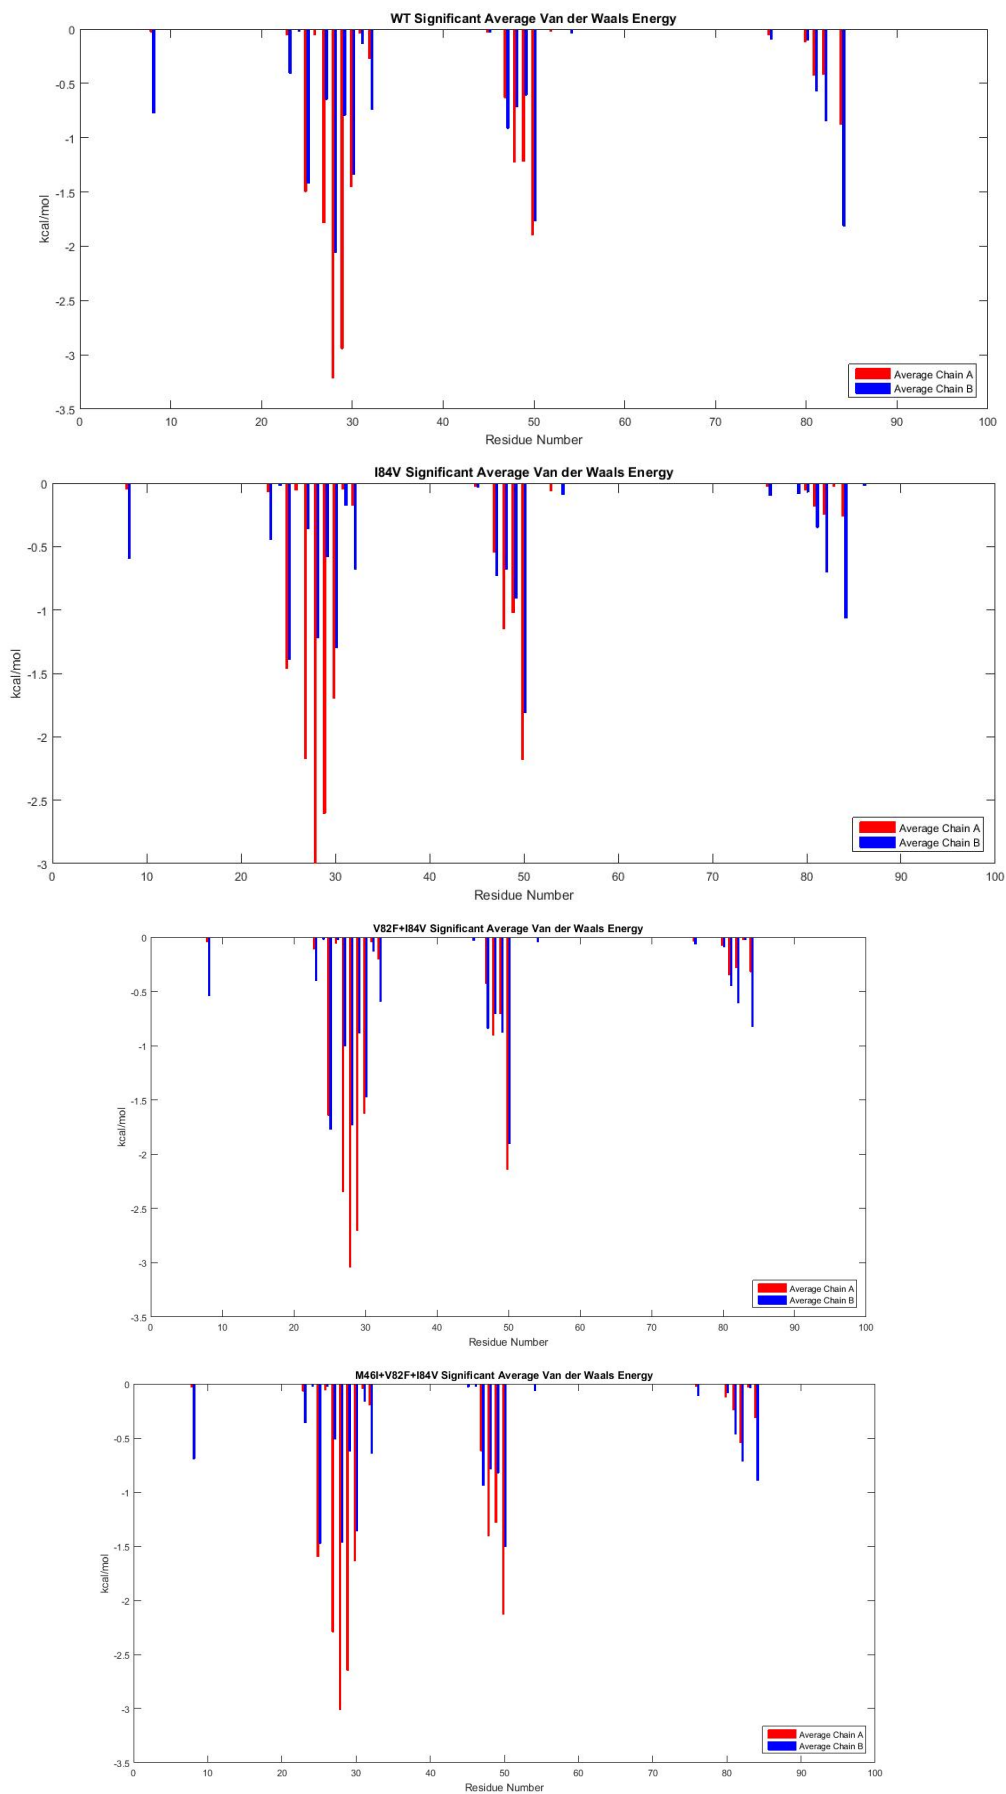 WT Significant Average Van der Waals Energy
0
-0.5
-1
-1.5
-2
-2.5
-3
-3.5
kcal/mol
0 10 20 30 40 50 60 70 80 90 100
Residue Number
Average Chain A
Average Chain B
I84V Significant Average Van der Waals Energy
0
-0.5
-1
-1.5
-2
-2.5
-3
kcal/mol
0 10 20 30 40 50 60 70 80 90 100
Residue Number
Average Chain A
Average Chain B
V82F+I84V Significant Average Van der Waals Energy
0
-0.5
-1
-1.5
-2
-2.5
-3
-3.5
kcal/mol
0 10 20 30 40 50 60 70 80 90 100
Residue Number
Average Chain A
Average Chain B
M46I+V82F+I84V Significant Average Van der Waals Energy
0
-0.5
-1
-1.5
-2
-2.5
-3
-3.5
kcal/mol
0 10 20 30 40 50 60 70 80 90 100
Residue Number
Average Chain A
Average Chain B